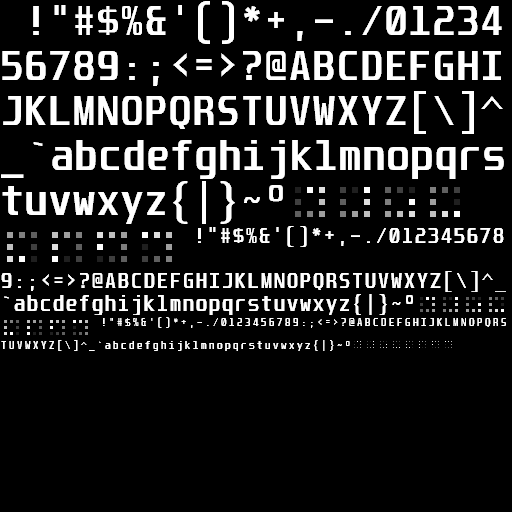 !"#$%&'()*+,-./01234
56789:;<=>?@ABCDEFGHI
JKLMNOPQRSTUVWXYZ[\]^
_`abcdefghijklmnopqrs
tuvwxyz{|}~º
!"#$%&'()*+,-./012345678
9:;<=>?@ABCDEFGHIJKLMNOPQRSTUVWXYZ[\]^_
`abcdefghijklmnopqrstuvwxyz{|}~º
!"#$%&'()*+,-./0123456789:;<=>?@ABCDEFGHIJKLMNOPQRS
TUVWXYZ[\]^_`abcdefghijklmnopqrstuvwxyz{|}~º